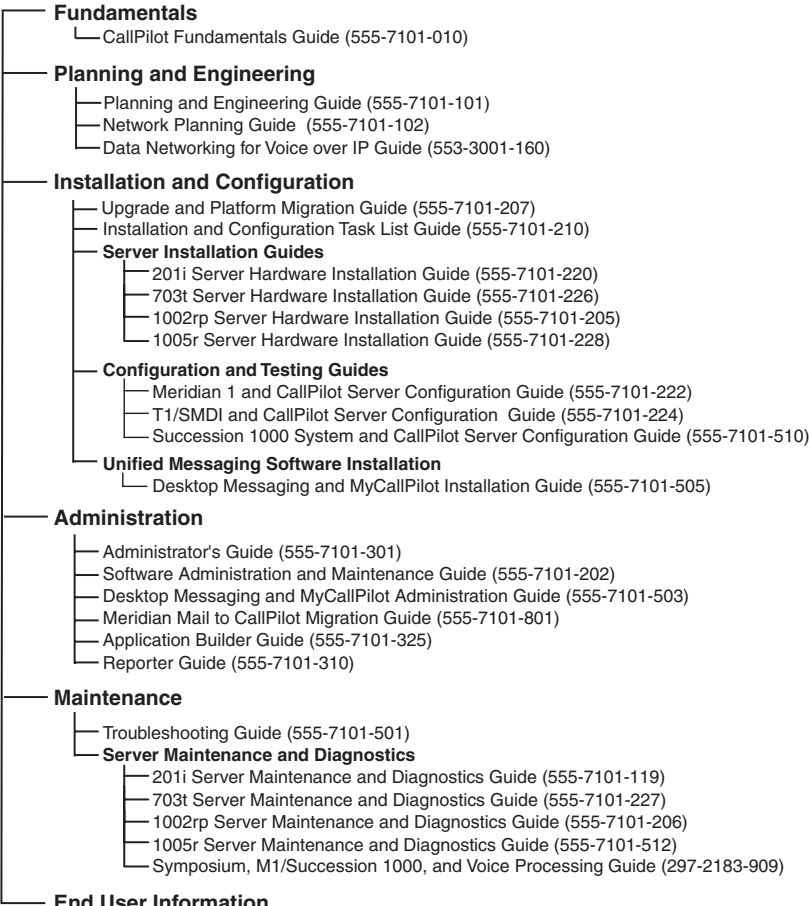 Fundamentals
CallPilot Fundamentals Guide (555-7101-010)
Planning and Engineering
Planning and Engineering Guide (555-7101-101)
Network Planning Guide (555-7101-102)
Data Networking for Voice over IP Guide (553-3001-160)
Installation and Configuration
Upgrade and Platform Migration Guide (555-7101-207)
Installation and Configuration Task List Guide (555-7101-210)
Server Installation Guides
201i Server Hardware Installation Guide (555-7101-220)
703t Server Hardware Installation Guide (555-7101-226)
1002rp Server Hardware Installation Guide (555-7101-205)
1005r Server Hardware Installation Guide (555-7101-228)
Configuration and Testing Guides
Meridian 1 and CallPilot Server Configuration Guide (555-7101-222)
T1/SMDI and CallPilot Server Configuration Guide (555-7101-224)
Succession 1000 System and CallPilot Server Configuration Guide (555-7101-510)
Unified Messaging Software Installation
Desktop Messaging and MyCallPilot Installation Guide (555-7101-505)
Administration
Administrator's Guide (555-7101-301)
Software Administration and Maintenance Guide (555-7101-202)
Desktop Messaging and MyCallPilot Administration Guide (555-7101-503)
Meridian Mail to CallPilot Migration Guide (555-7101-801)
Application Builder Guide (555-7101-325)
Reporter Guide (555-7101-310)
Maintenance
Troubleshooting Guide (555-7101-501)
Server Maintenance and Diagnostics
201i Server Maintenance and Diagnostics Guide (555-7101-119)
703t Server Maintenance and Diagnostics Guide (555-7101-227)
1002rp Server Maintenance and Diagnostics Guide (555-7101-206)
1005r Server Maintenance and Diagnostics Guide (555-7101-512)
Symposium, M1/Succession 1000, and Voice Processing Guide (297-2183-909)
End User Information